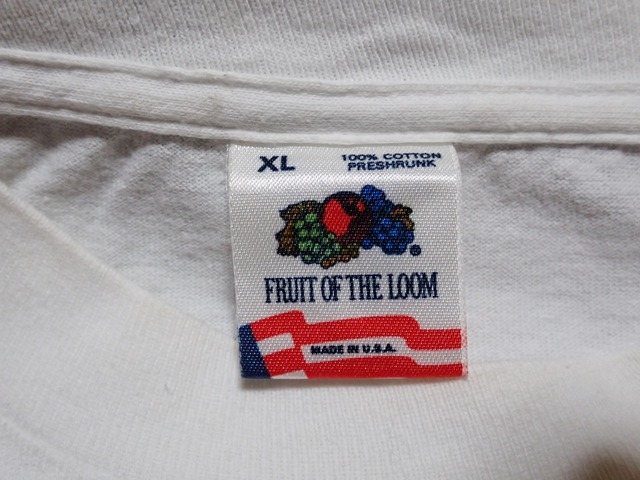 XL
100% COTTON
PRESHRUNK
®
FRUIT OF THE LOOM
MADE IN U.S.A.